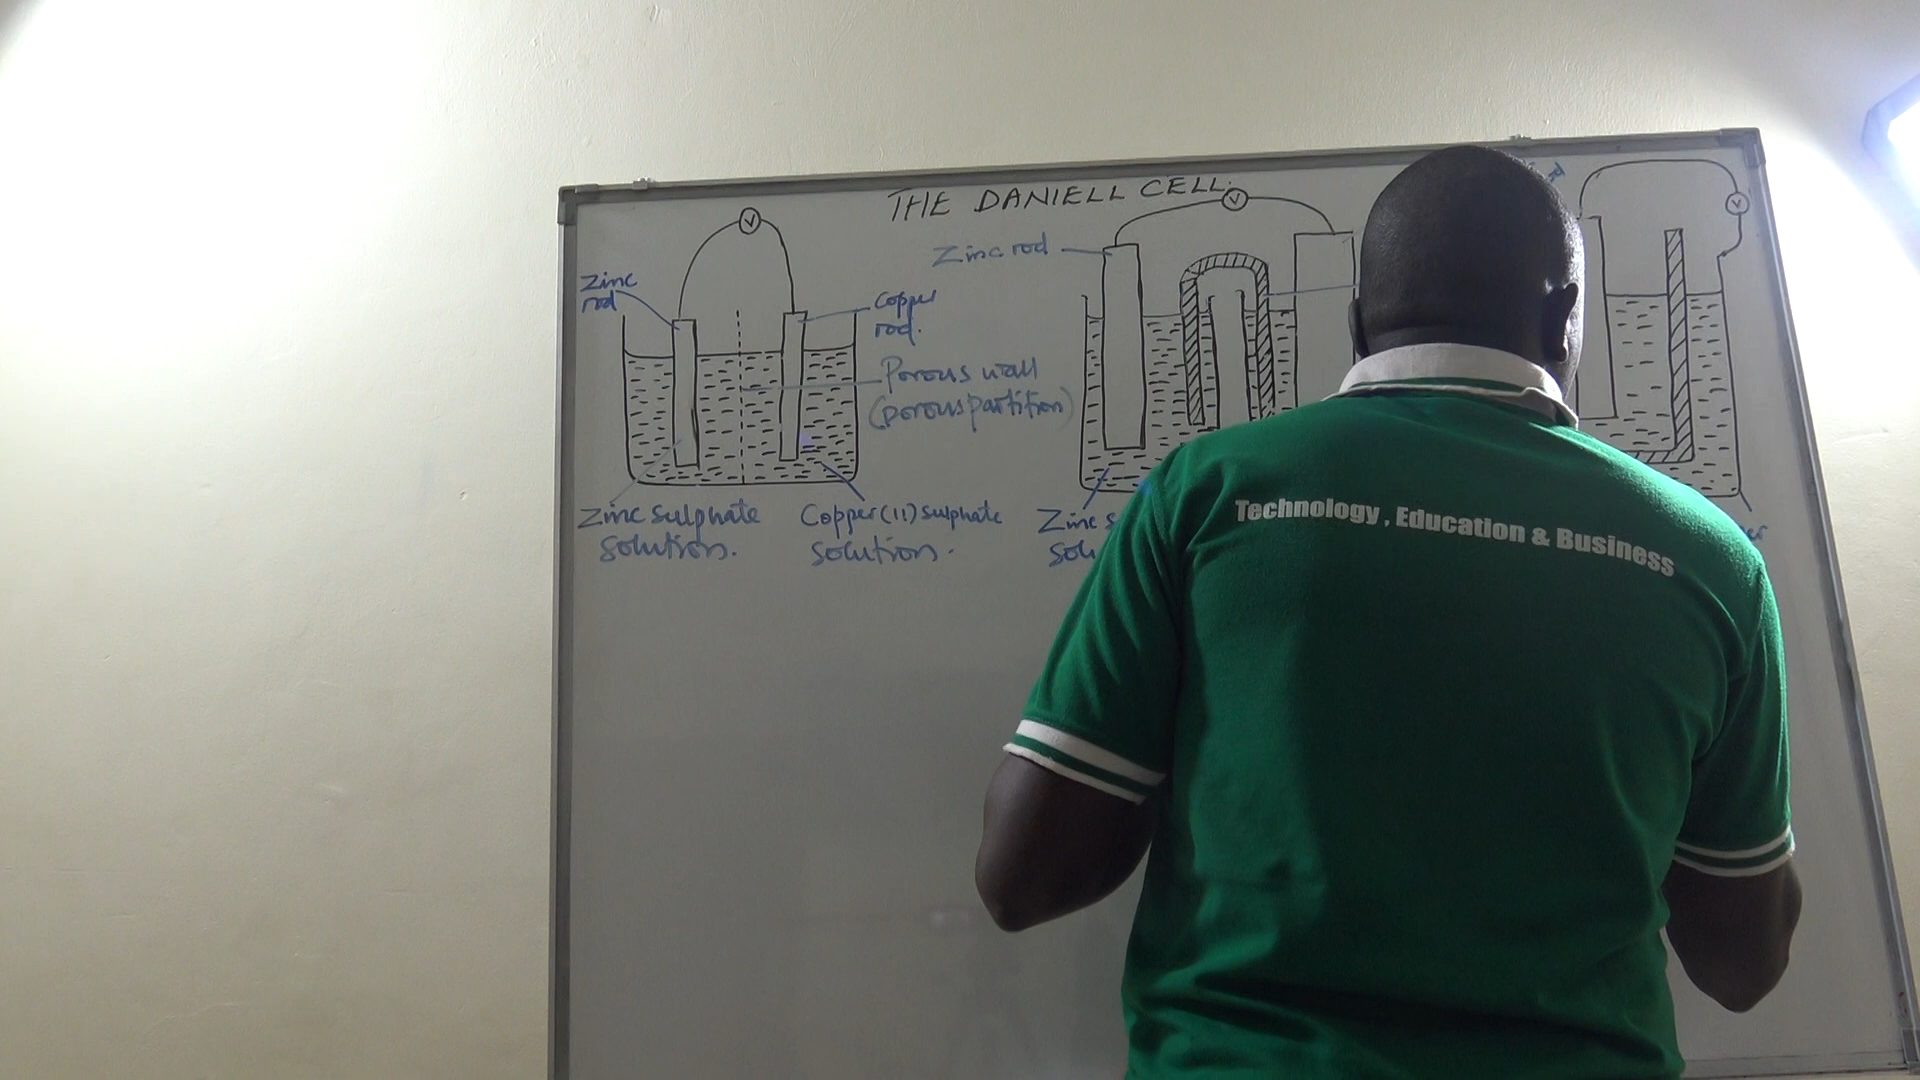 THE DANIELL CELL.
V
Zinc
rod
Copper
rod.
Porous wall
(porous partition)
Zinc sulphate
solution.
Copper(11) sulphate
solution.
V
Zinc rod
Zinc s
solu
V
Technology, Education & Business